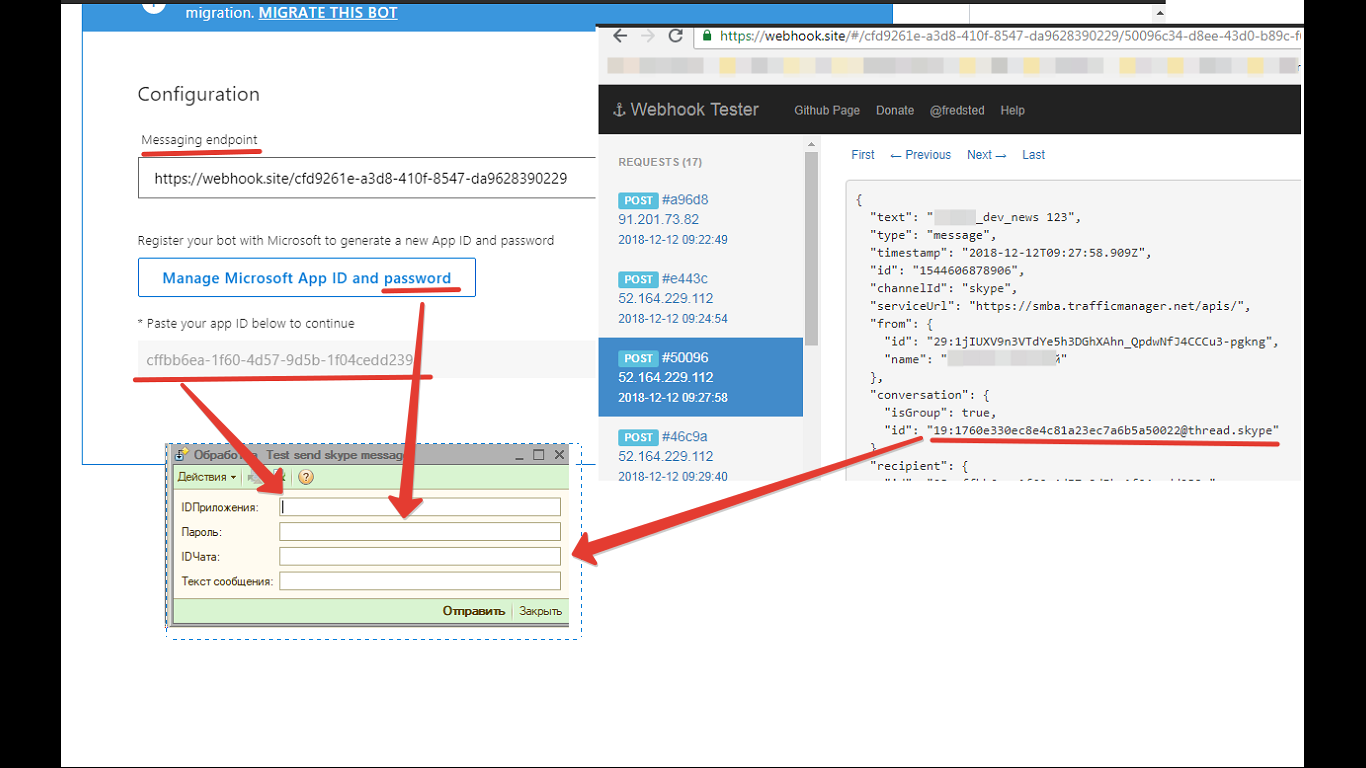 migration. MIGRATE THIS BOT
Configuration
Messaging endpoint
https://webhook.site/cfd9261e-a3d8-410f-8547-da9628390229
Register your bot with Microsoft to generate a new App ID and password
Manage Microsoft App ID and password
* Paste your app ID below to continue
cffbb6ea-1f60-4d57-9d5b-1f04cedd239
Test send skype message
Действия
IDПриложения:
Пароль:
IDЧата:
Текст сообщения:
Отправить Закрыть
https://webhook.site/#/cfd9261e-a3d8-410f-8547-da9628390229/50096c34-d8ee-43d0-b89c-f
Webhook Tester Github Page Donate @fredsted Help
REQUESTS (17)
POST #a96d8
91.201.73.82
2018-12-12 09:22:49
POST #e443c
52.164.229.112
2018-12-12 09:24:54
POST #50096
52.164.229.112
2018-12-12 09:27:58
POST #46c9a
52.164.229.112
2018-12-12 09:29:40
First ← Previous Next → Last
{
"text": "_dev_news 123",
"type": "message",
"timestamp": "2018-12-12T09:27:58.909Z",
"id": "1544606878906",
"channelId": "skype",
"serviceUrl": "https://smba.trafficmanager.net/apis/",
"from": {
"id": "29:1jIUXV9n3VTdYe5h3DGhXAhn_QpdwNfJ4CCCu3-pgkng",
"name": "й"
},
"conversation": {
"isGroup": true,
"id": "19:1760e330ec8e4c81a23ec7a6b5a50022@thread.skype"
}
"recipient": {